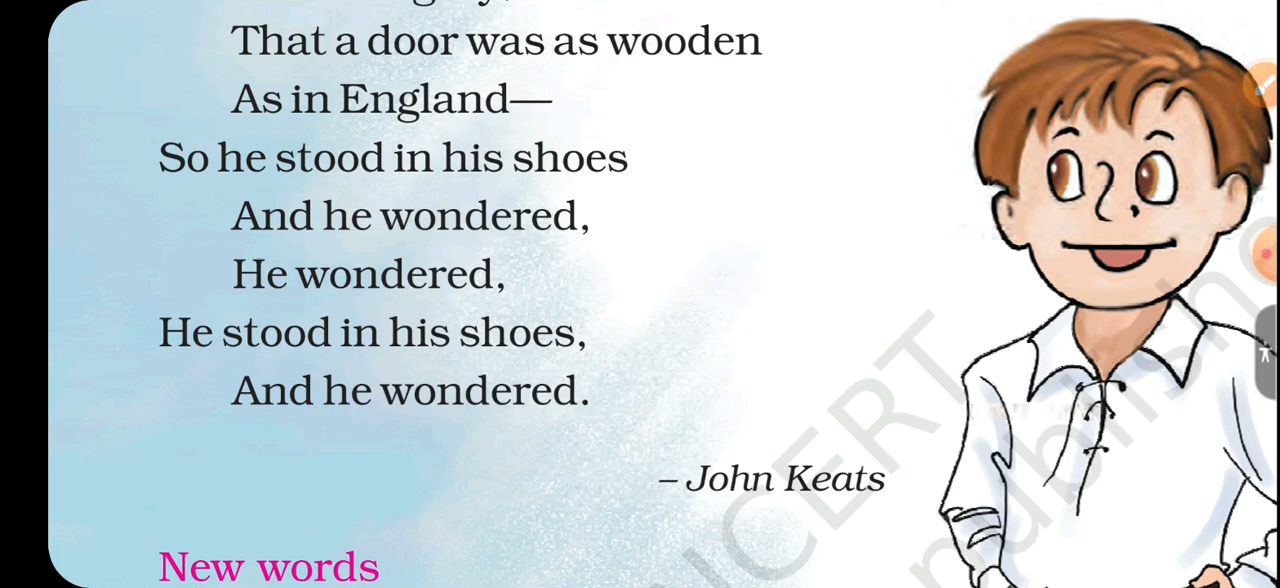 That a door was as wooden
As in England—
So he stood in his shoes
And he wondered,
He wondered,
He stood in his shoes,
And he wondered.
– John Keats
New words
NCERT